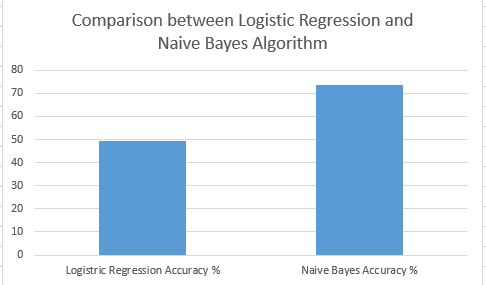 Comparison between Logistic Regression and
Naive Bayes Algorithm
80
70
60
50
40
30
20
10
0
Logistric Regression Accuracy %
Naive Bayes Accuracy %